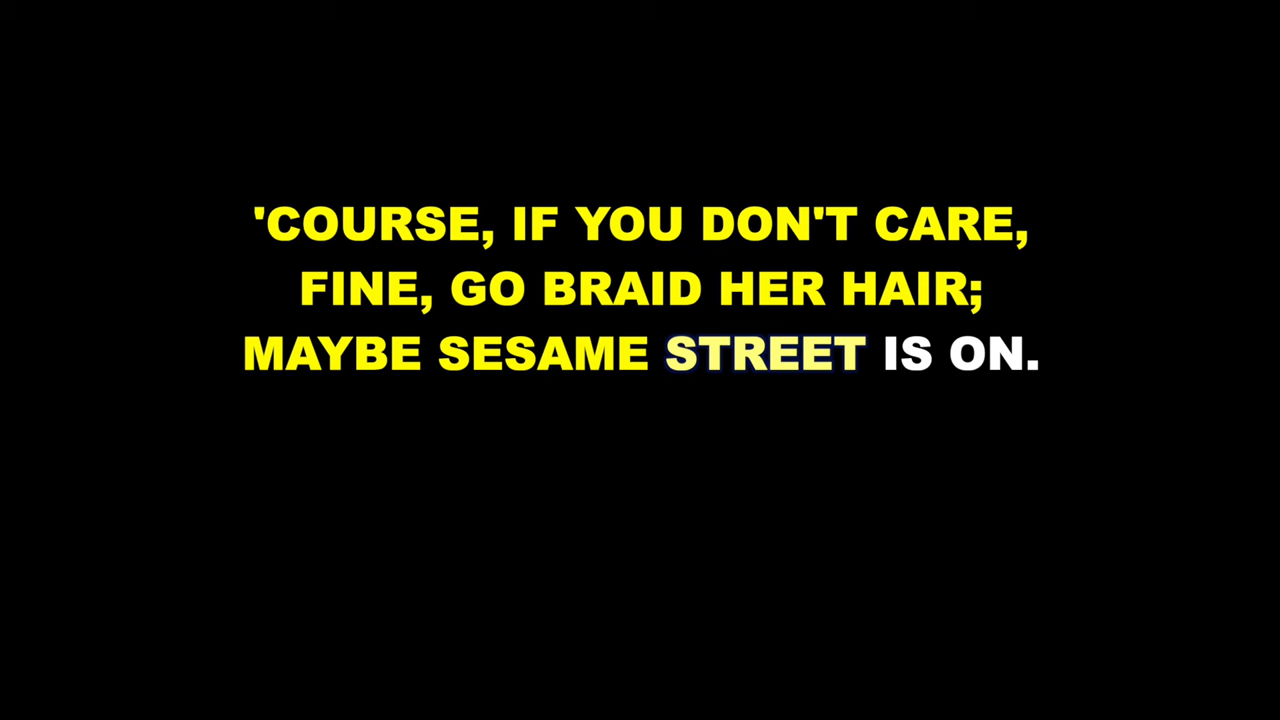 'COURSE, IF YOU DON'T CARE,
FINE, GO BRAID HER HAIR;
MAYBE SESAME STREET IS ON.